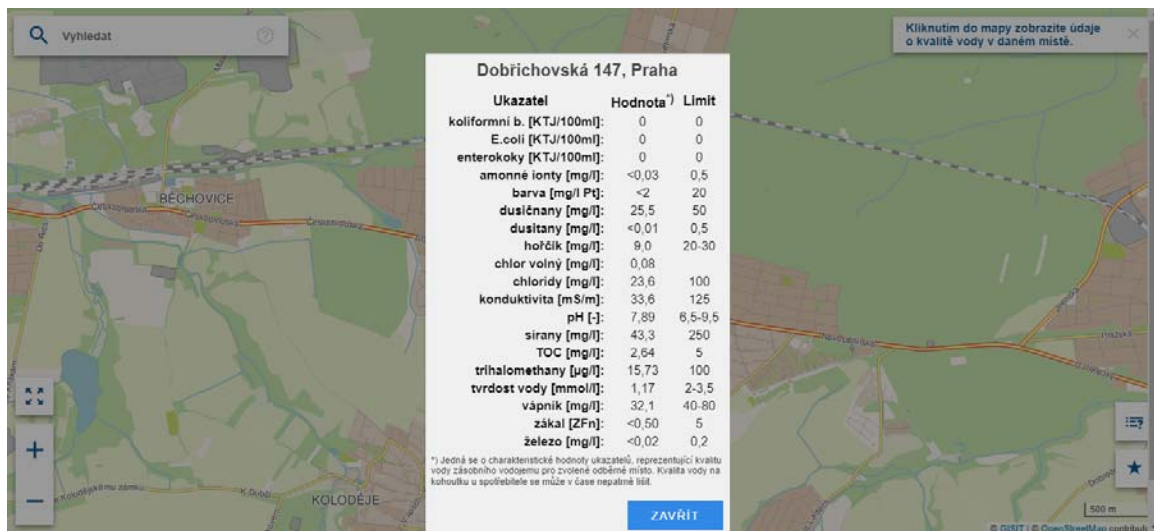 Vyhledat
Kliknutím do mapy zobrazíte údaje
o kvalitě vody v daném místě.
Dobřichovská 147, Praha
Ukazatel Hodnota*) Limit
koliformní b. [KTJ/100ml]: 0 0
E.coli [KTJ/100ml]: 0 0
enterokoky [KTJ/100ml]: 0 0
amonné ionty [mg/l]: <0,03 0,5
barva [mg/l Pt]: <2 20
dusičnany [mg/l]: 25,5 50
dusitany [mg/l]: <0,01 0,5
hořčík [mg/l]: 9,0 20-30
chlor volný [mg/l]: 0,08
chloridy [mg/l]: 23,6 100
konduktivita [mS/m]: 33,6 125
pH [-]: 7,89 6,5-9,5
sírany [mg/l]: 43,3 250
TOC [mg/l]: 2,64 5
trihalomethany [µg/l]: 15,73 100
tvrdost vody [mmol/l]: 1,17 2-3,5
vápník [mg/l]: 32,1 40-80
zákal [ZFn]: <0,50 5
železo [mg/l]: <0,02 0,2
*) Jedná se o charakteristické hodnoty ukazatelů, reprezentující kvalitu
vody zásobního vodojemu pro zvolené odběrné místo. Kvalita vody na
kohoutku u spotřebitele se může v čase nepatrně lišit.
ZAVŘÍT
BĚCHOVICE
Českobrodská
Českobrodská
Českobrodská
KOLODĚJE
K Dubči
Novosibřinská
500 m
© GISIT | © OpenStreetMap